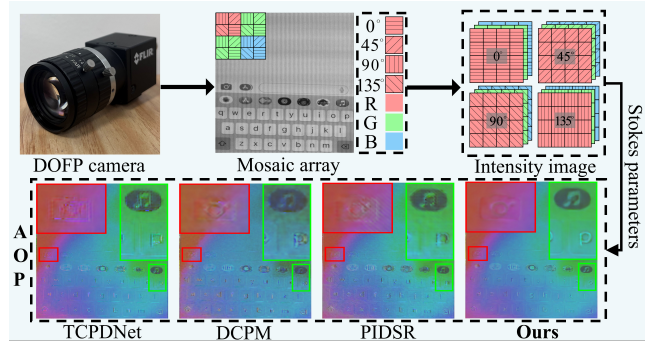 FLIR
0°
45°
90°
135°
R
G
B
q w e r t y u i o p
a s d f g h j k l
z x c v b n m
0°
45°
90°
135°
DOFP camera
Mosaic array
Intensity image
Stokes parameters
AOP
TCPDNet
DCPM
PIDSR
Ours